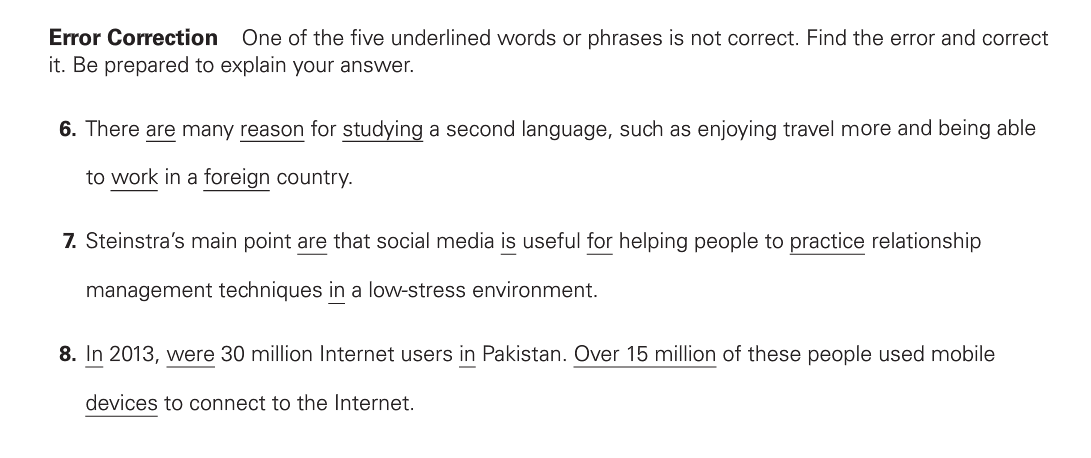 Error Correction One of the five underlined words or phrases is not correct. Find the error and correct
it. Be prepared to explain your answer.
6. There are many reason for studying a second language, such as enjoying travel more and being able
to work in a foreign country.
7. Steinstra’s main point are that social media is useful for helping people to practice relationship
management techniques in a low-stress environment.
8. In 2013, were 30 million Internet users in Pakistan. Over 15 million of these people used mobile
devices to connect to the Internet.